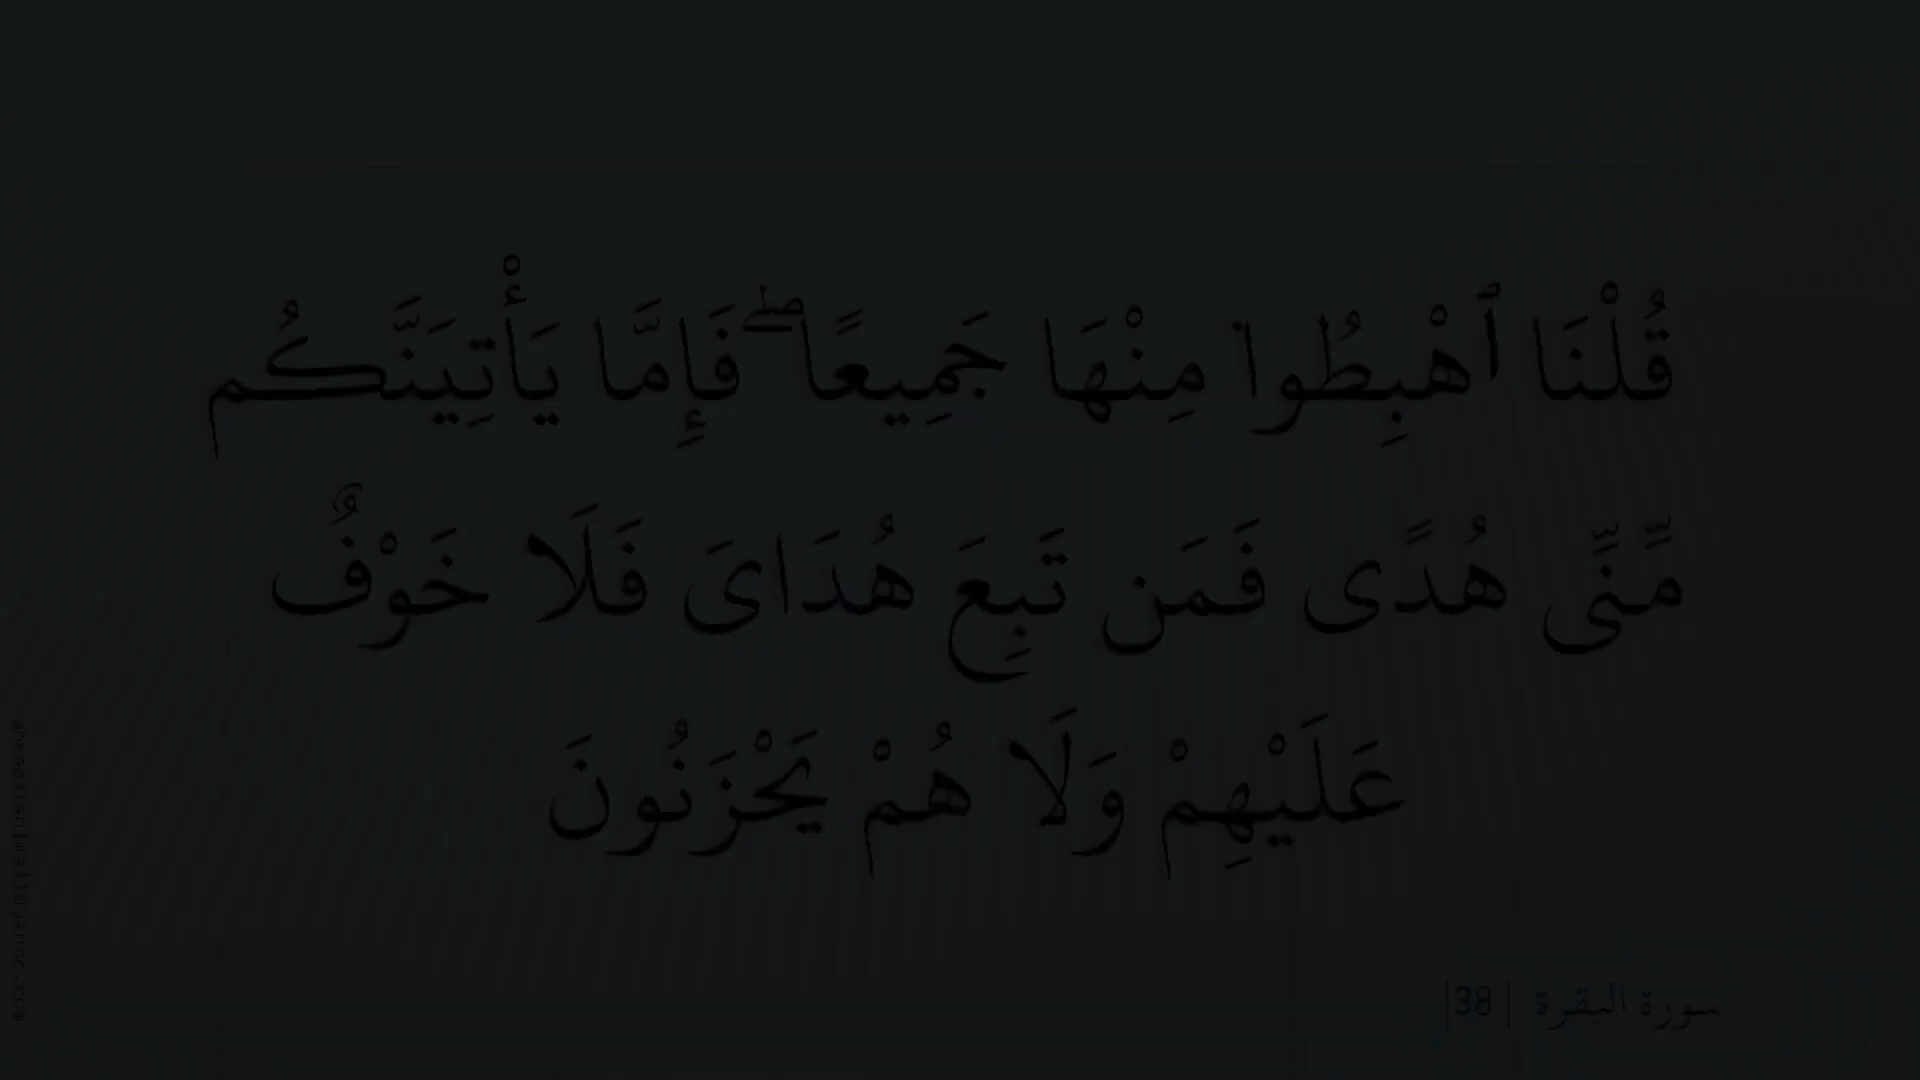 قُلْنَا ٱهْبِطُوا۟ مِنْهَا جَمِيعًا ۖ فَإِمَّا يَأْتِيَنَّكُم
مِّنِّى هُدًى فَمَن تَبِعَ هُدَاىَ فَلَا خَوْفٌ
عَلَيْهِمْ وَلَا هُمْ يَحْزَنُونَ
سورة البقرة |38|